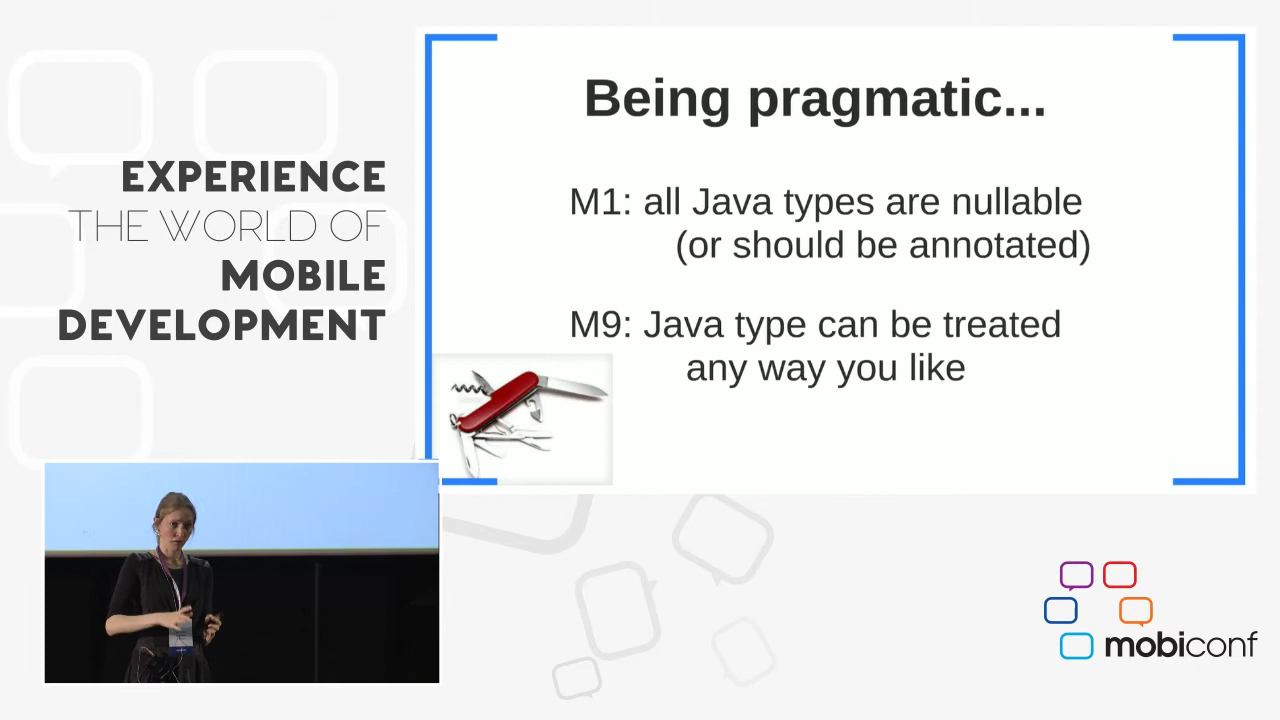 EXPERIENCE
THE WORLD OF
MOBILE
DEVELOPMENT
Being pragmatic...
M1: all Java types are nullable
(or should be annotated)
M9: Java type can be treated
any way you like
mobiconf